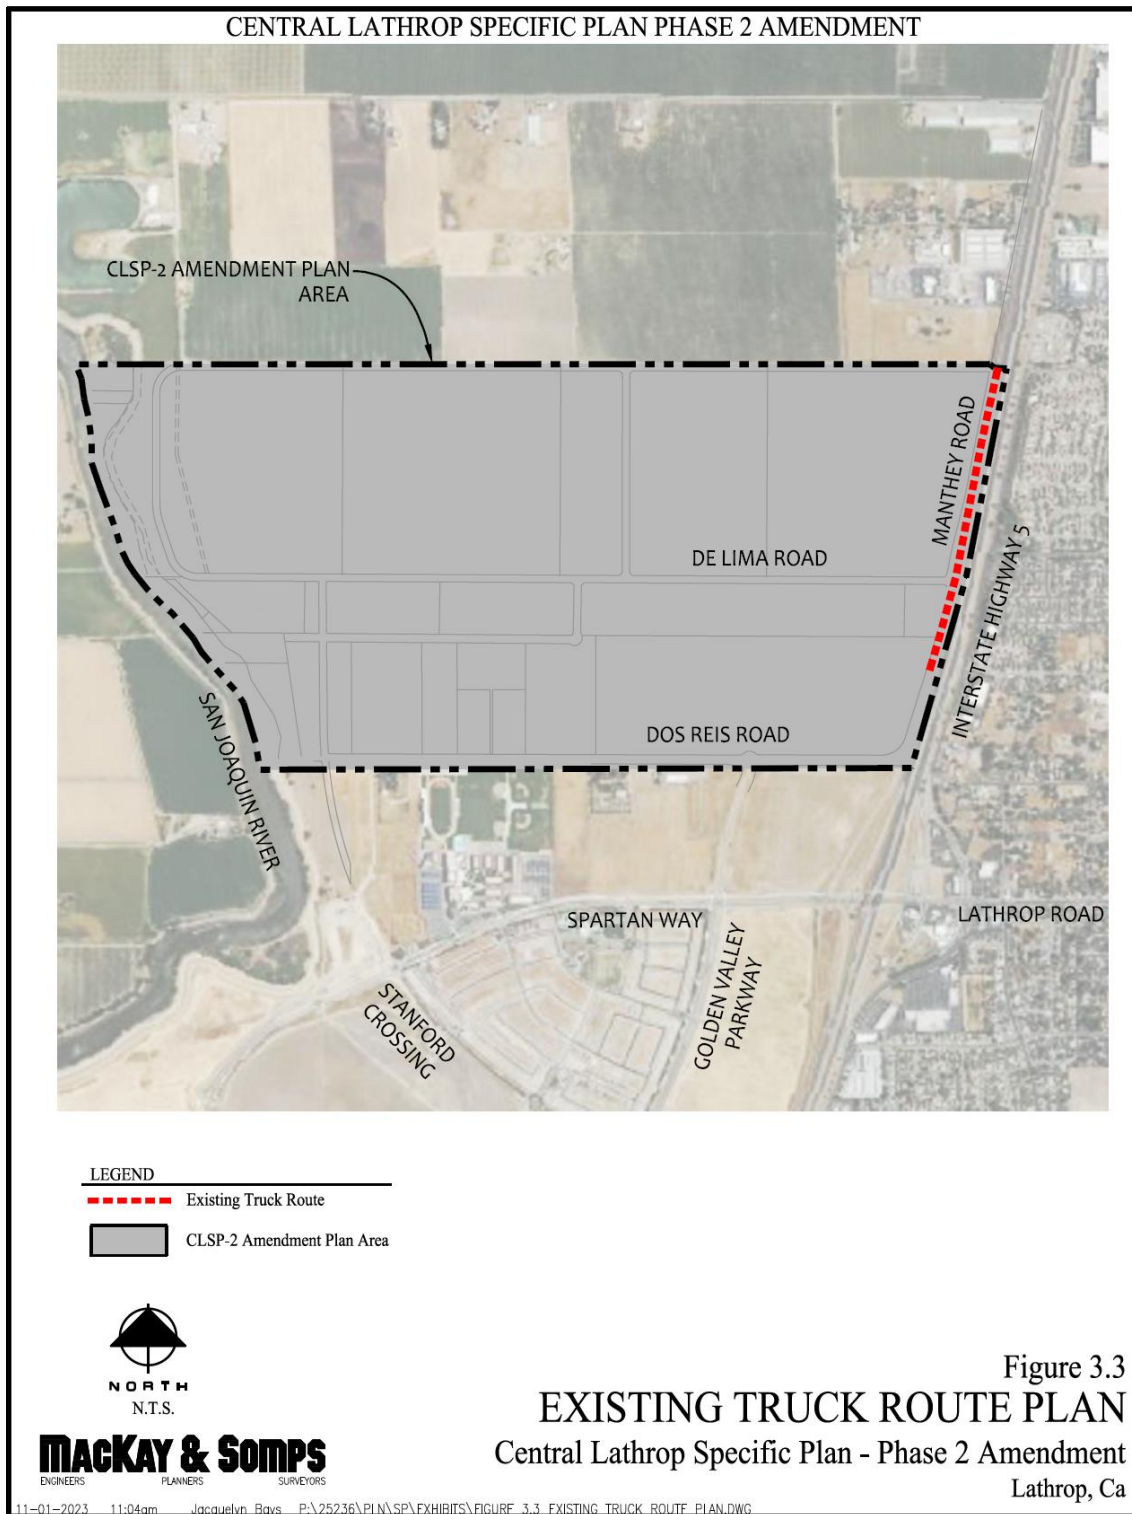 CENTRAL LATHROP SPECIFIC PLAN PHASE 2 AMENDMENT
CLSP-2 AMENDMENT PLAN
AREA
MANTHEY ROAD
DE LIMA ROAD
INTERSTATE HIGHWAY 5
SAN JOAQUIN RIVER
DOS REIS ROAD
SPARTAN WAY
LATHROP ROAD
GOLDEN VALLEY
PARKWAY
STANFORD
CROSSING
LEGEND
Existing Truck Route
CLSP-2 Amendment Plan Area
NORTH
N.T.S.
MACKAY & SOMPS
ENGINEERS PLANNERS SURVEYORS
Figure 3.3
EXISTING TRUCK ROUTE PLAN
Central Lathrop Specific Plan - Phase 2 Amendment
Lathrop, Ca
11-01-2023 11:04am Jacquelyn Bays P:\25236\PLN\SP\EXHIBITS\FIGURE 3.3 EXISTING TRUCK ROUTE PLAN.DWG